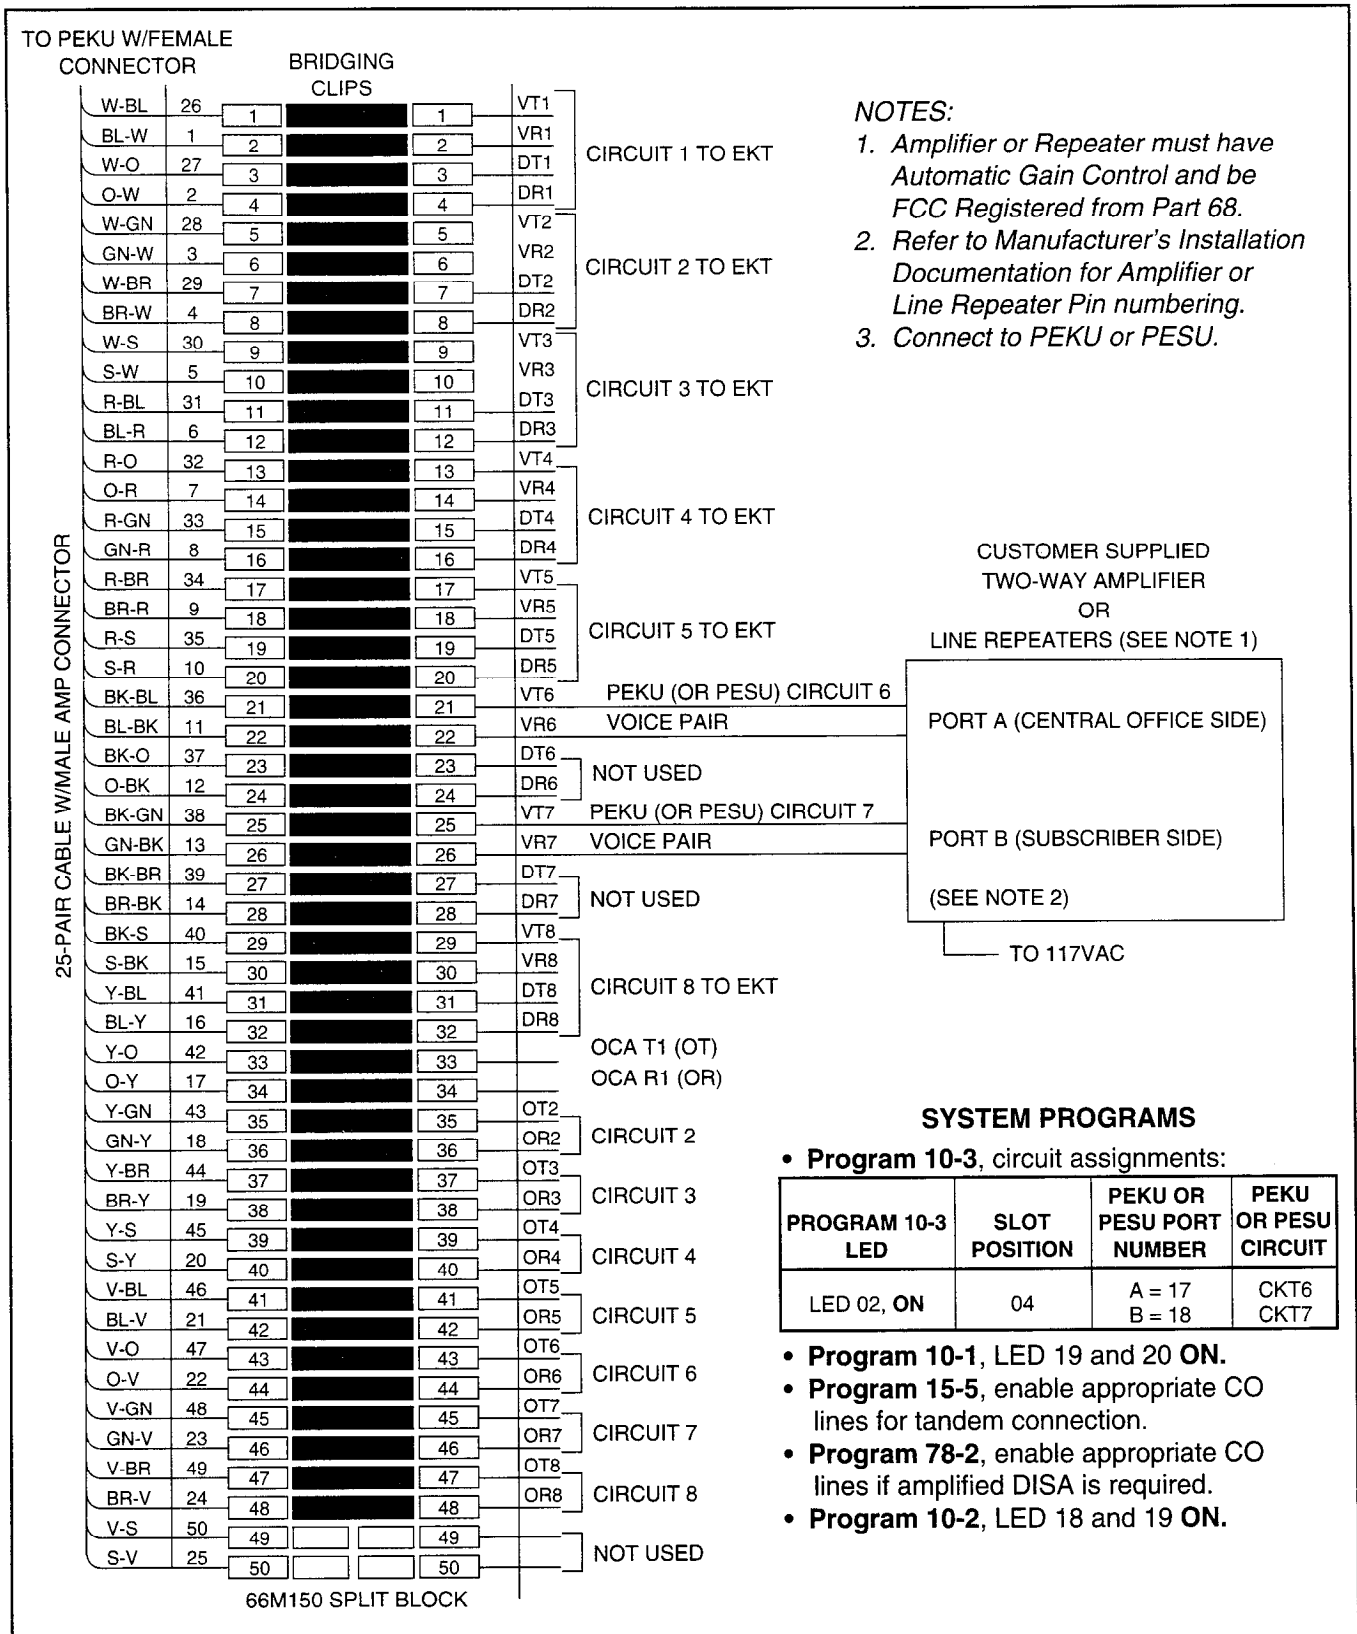 TO PEKU W/FEMALE
CONNECTOR
BRIDGING
CLIPS
25-PAIR CABLE W/MALE AMP CONNECTOR
W-BL 26 1 1 VT1
BL-W 1 2 2 VR1
W-O 27 3 3 DT1
O-W 2 4 4 DR1
CIRCUIT 1 TO EKT
W-GN 28 5 5 VT2
GN-W 3 6 6 VR2
W-BR 29 7 7 DT2
BR-W 4 8 8 DR2
CIRCUIT 2 TO EKT
W-S 30 9 9 VT3
S-W 5 10 10 VR3
R-BL 31 11 11 DT3
BL-R 6 12 12 DR3
CIRCUIT 3 TO EKT
R-O 32 13 13 VT4
O-R 7 14 14 VR4
R-GN 33 15 15 DT4
GN-R 8 16 16 DR4
CIRCUIT 4 TO EKT
R-BR 34 17 17 VT5
BR-R 9 18 18 VR5
R-S 35 19 19 DT5
S-R 10 20 20 DR5
CIRCUIT 5 TO EKT
BK-BL 36 21 21 VT6 PEKU (OR PESU) CIRCUIT 6
BL-BK 11 22 22 VR6 VOICE PAIR
BK-O 37 23 23 DT6
O-BK 12 24 24 DR6
NOT USED
BK-GN 38 25 25 VT7 PEKU (OR PESU) CIRCUIT 7
GN-BK 13 26 26 VR7 VOICE PAIR
BK-BR 39 27 27 DT7
BR-BK 14 28 28 DR7
NOT USED
BK-S 40 29 29 VT8
S-BK 15 30 30 VR8
Y-BL 41 31 31 DT8
BL-Y 16 32 32 DR8
CIRCUIT 8 TO EKT
Y-O 42 33 33 OCA T1 (OT)
O-Y 17 34 34 OCA R1 (OR)
Y-GN 43 35 35 OT2
GN-Y 18 36 36 OR2
CIRCUIT 2
Y-BR 44 37 37 OT3
BR-Y 19 38 38 OR3
CIRCUIT 3
Y-S 45 39 39 OT4
S-Y 20 40 40 OR4
CIRCUIT 4
V-BL 46 41 41 OT5
BL-V 21 42 42 OR5
CIRCUIT 5
V-O 47 43 43 OT6
O-V 22 44 44 OR6
CIRCUIT 6
V-GN 48 45 45 OT7
GN-V 23 46 46 OR7
CIRCUIT 7
V-BR 49 47 47 OT8
BR-V 24 48 48 OR8
CIRCUIT 8
V-S 50 49 49
S-V 25 50 50
NOT USED
66M150 SPLIT BLOCK
NOTES:
1. Amplifier or Repeater must have
Automatic Gain Control and be
FCC Registered from Part 68.
2. Refer to Manufacturer's Installation
Documentation for Amplifier or
Line Repeater Pin numbering.
3. Connect to PEKU or PESU.
CUSTOMER SUPPLIED
TWO-WAY AMPLIFIER
OR
LINE REPEATERS (SEE NOTE 1)
PORT A (CENTRAL OFFICE SIDE)
PORT B (SUBSCRIBER SIDE)
(SEE NOTE 2)
TO 117VAC
SYSTEM PROGRAMS
• Program 10-3, circuit assignments:
PROGRAM 10-3 LED
SLOT POSITION
PEKU OR PESU PORT NUMBER
PEKU OR PESU CIRCUIT
LED 02, ON 04 A = 17 CKT6
B = 18 CKT7
• Program 10-1, LED 19 and 20 ON.
• Program 15-5, enable appropriate CO
lines for tandem connection.
• Program 78-2, enable appropriate CO
lines if amplified DISA is required.
• Program 10-2, LED 18 and 19 ON.